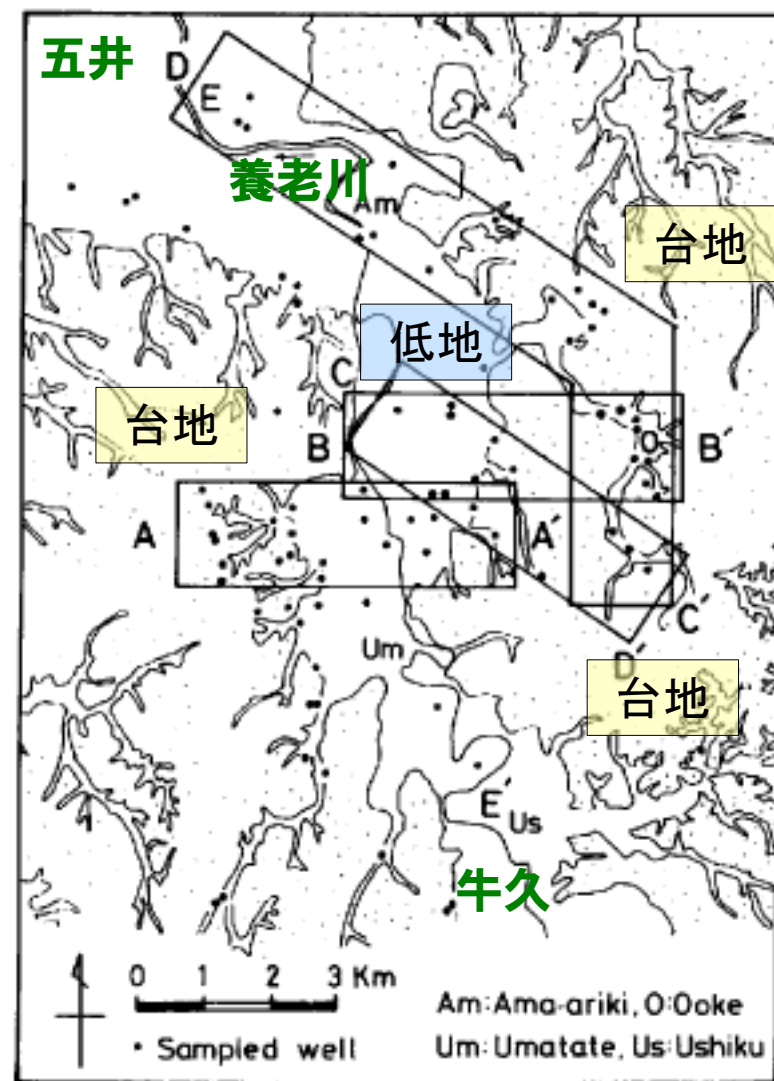 五井
D
E
養老川
Am
台地
低地
C
台地
B
O
B´
A
A´
C´
Um
D´
台地
E´
Us
牛久
0 1 2 3 Km
Am:Ama-ariki, O:Ooke
• Sampled well
Um:Umatate, Us:Ushiku